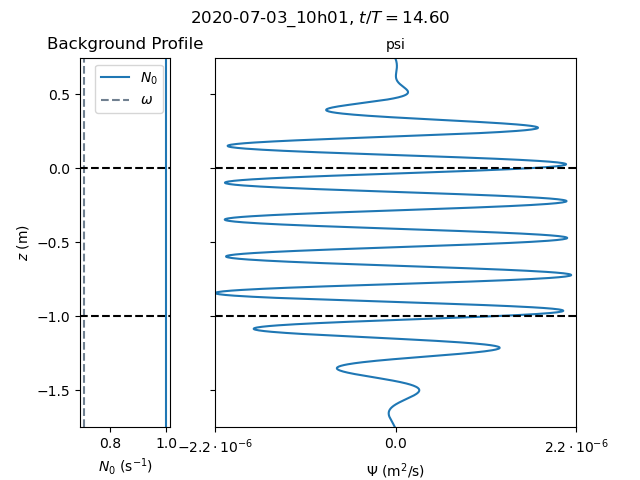 2020-07-03_10h01, t/T = 14.60
Background Profile
psi
N₀
ω
0.5
0.0
−0.5
−1.0
−1.5
z (m)
0.8
1.0
−2.2 · 10⁻⁶
0.0
2.2 · 10⁻⁶
N₀ (s⁻¹)
Ψ (m²/s)